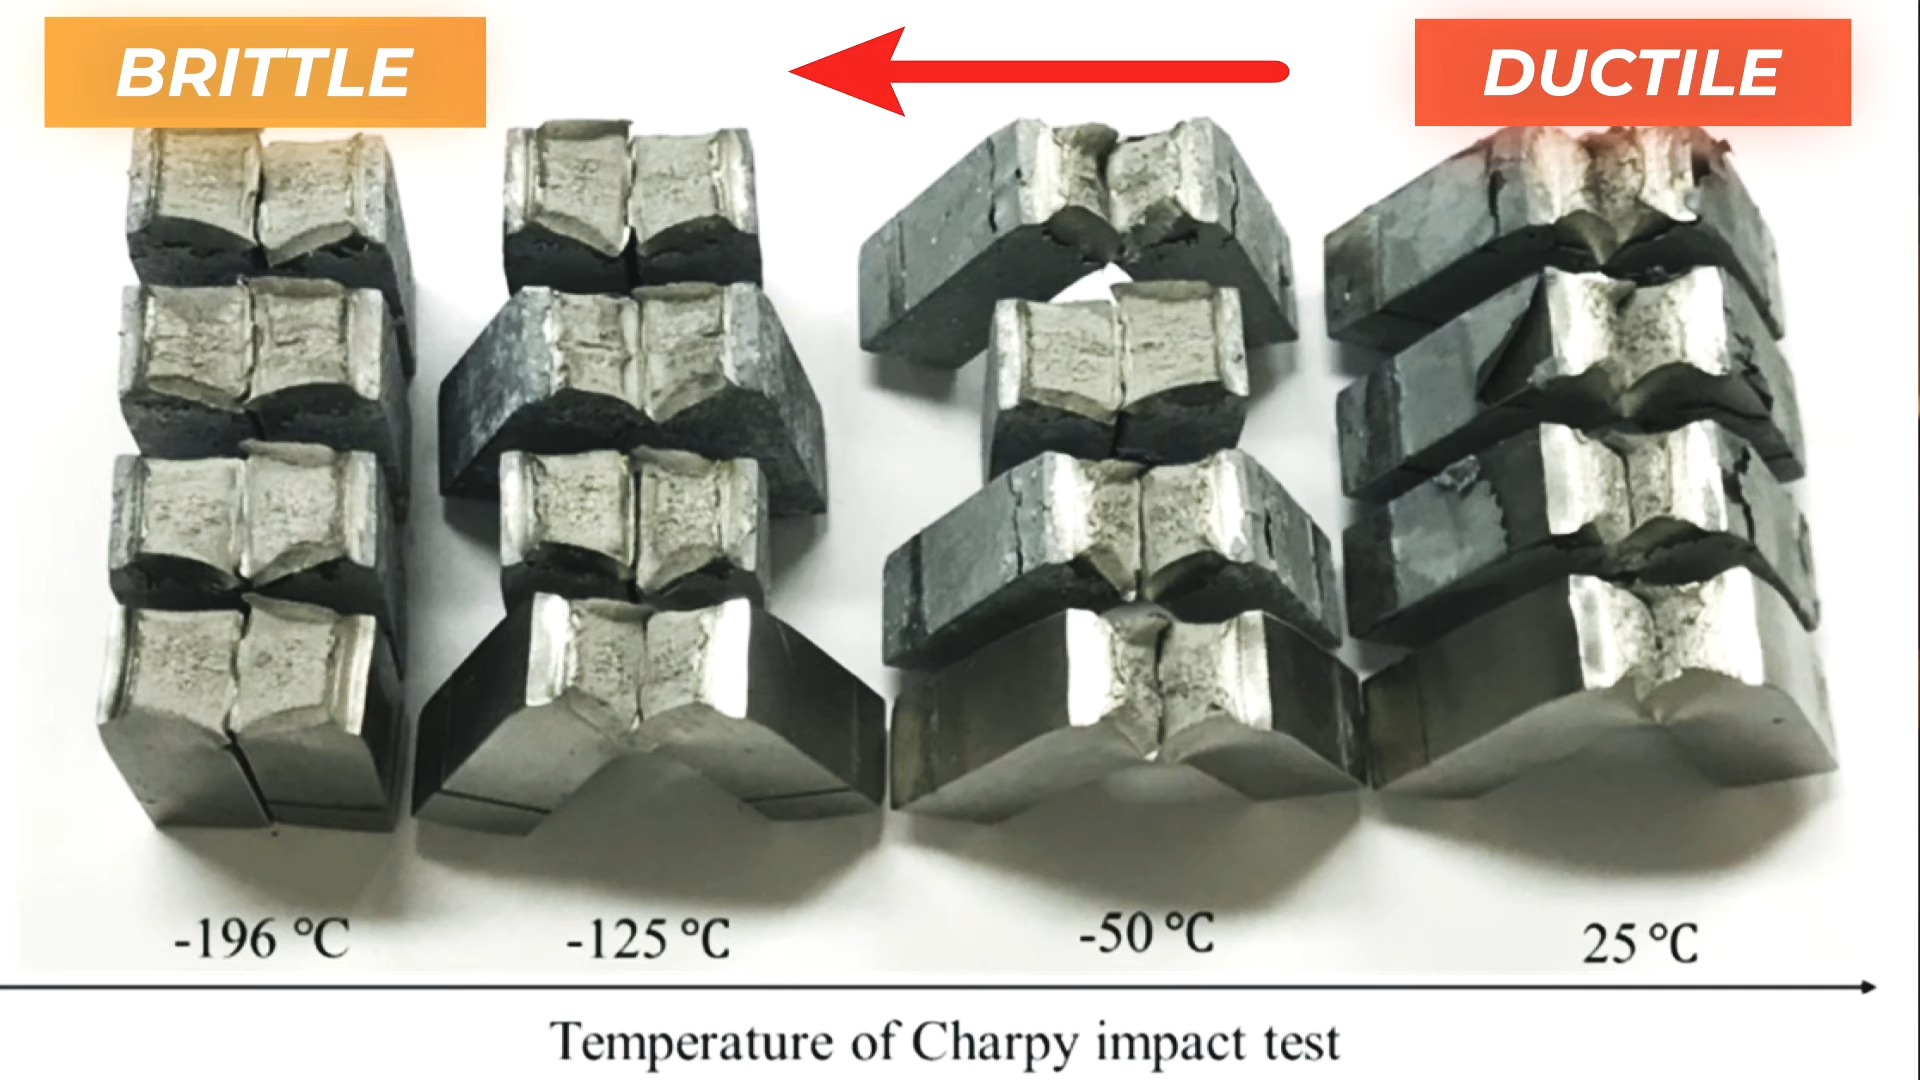 BRITTLE
DUCTILE
-196 °C
-125 °C
-50 °C
25 °C
Temperature of Charpy impact test